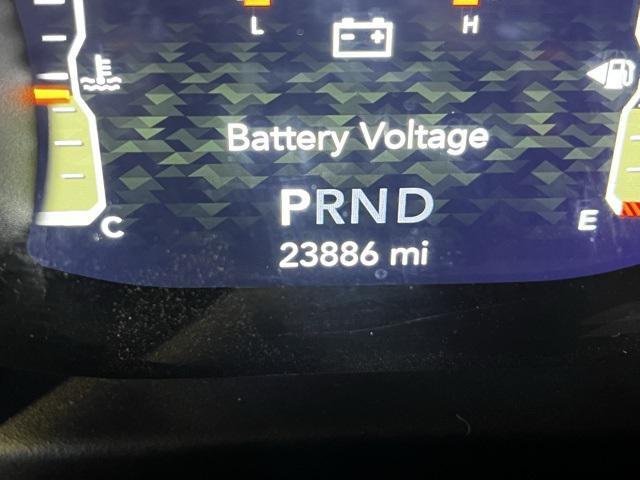 L H
- +
Battery Voltage
PRND
C E
23886 mi